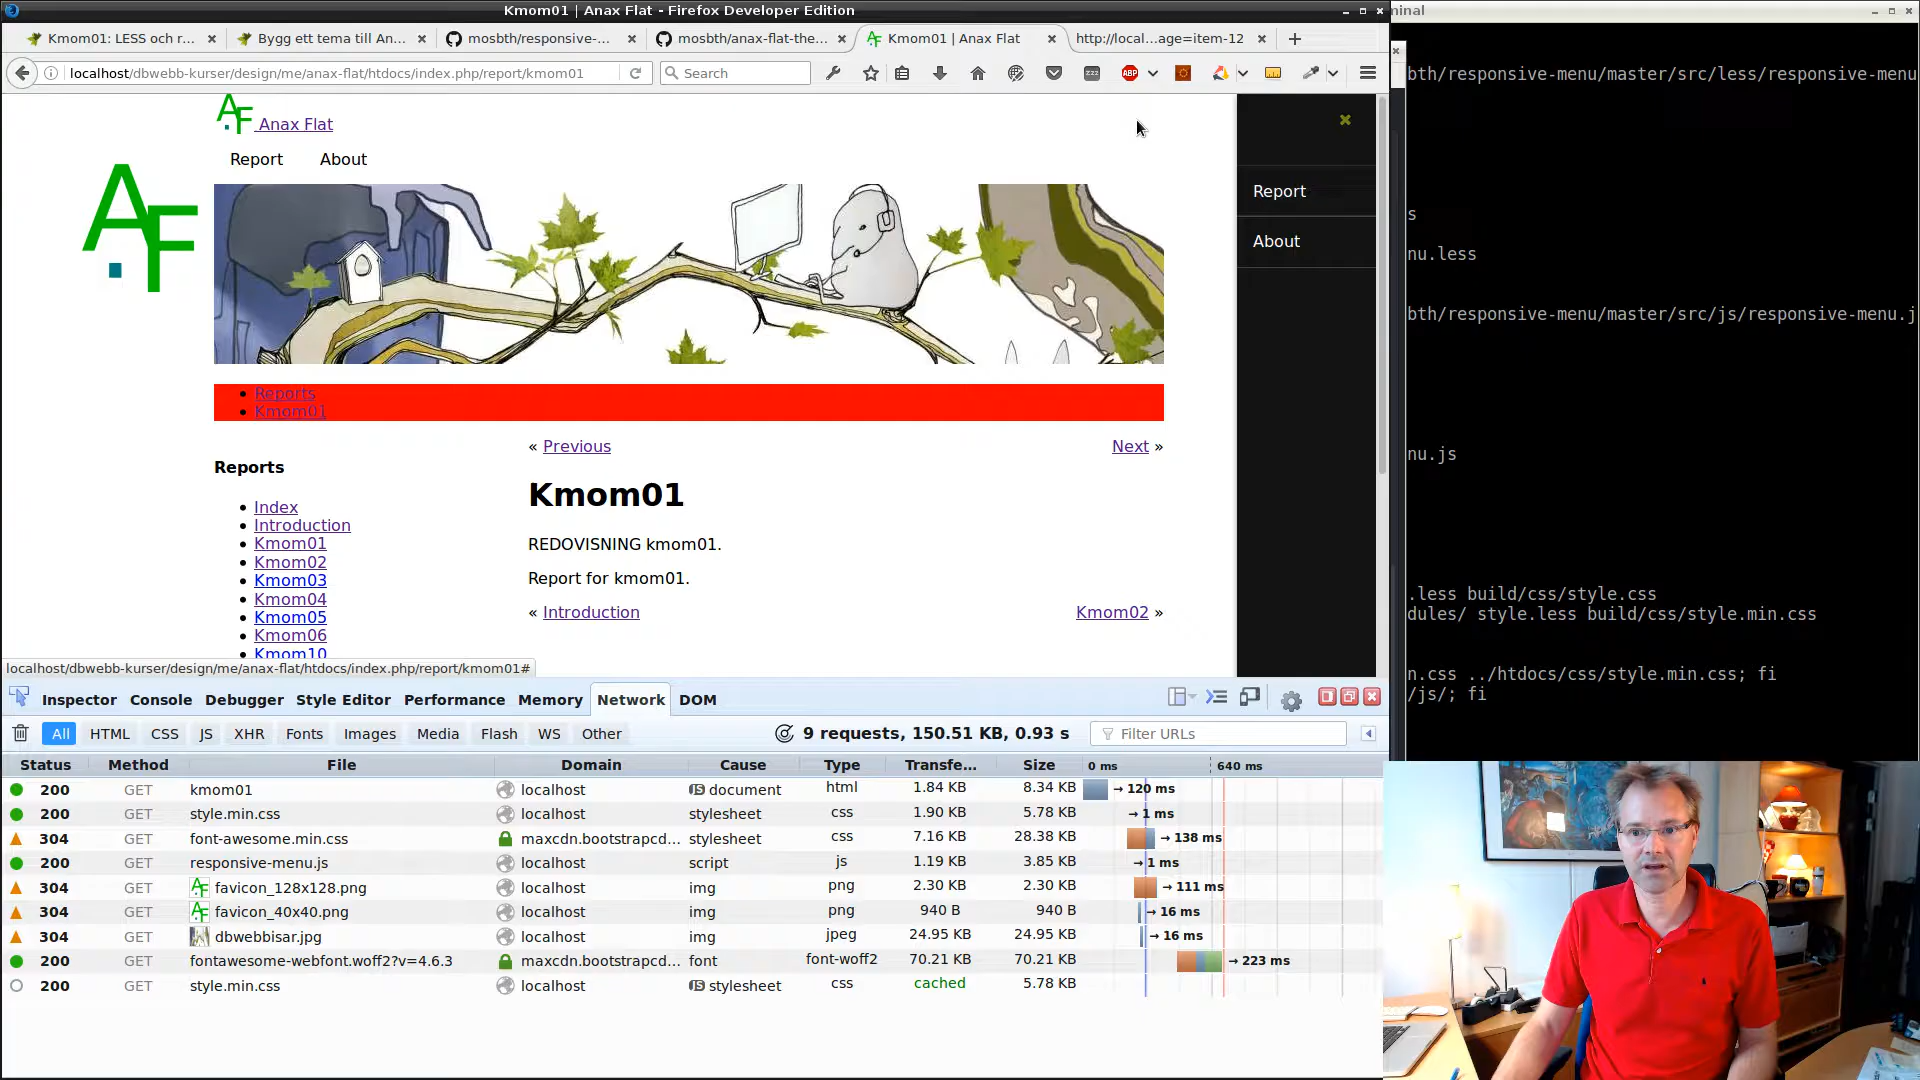 Kmom01 | Anax Flat - Firefox Developer Edition
minal
Kmom01: LESS och r...
Bygg ett tema till An...
mosbth/responsive-...
mosbth/anax-flat-the...
Kmom01 | Anax Flat
http://local...age=item-12
localhost/dbwebb-kurser/design/me/anax-flat/htdocs/index.php/report/kmom01
Search
ABP
Anax Flat
Report About
AF
Report
About
Reports
Kmom01
« Previous
Next »
Reports
Kmom01
Index
Introduction
Kmom01
Kmom02
Kmom03
Kmom04
Kmom05
Kmom06
Kmom10
REDOVISNING kmom01.
Report for kmom01.
« Introduction
Kmom02 »
localhost/dbwebb-kurser/design/me/anax-flat/htdocs/index.php/report/kmom01#
bth/responsive-menu/master/src/less/responsive-menu
s
nu.less
bth/responsive-menu/master/src/js/responsive-menu.j
nu.js
.less build/css/style.css
dules/ style.less build/css/style.min.css
n.css ../htdocs/css/style.min.css; fi
/js/; fi
Inspector Console Debugger Style Editor Performance Memory Network DOM
All HTML CSS JS XHR Fonts Images Media Flash WS Other
9 requests, 150.51 KB, 0.93 s
Filter URLs
Status Method File Domain Cause Type Transfe... Size 0 ms 640 ms
200 GET kmom01 localhost JS document html 1.84 KB 8.34 KB → 120 ms
200 GET style.min.css localhost stylesheet css 1.90 KB 5.78 KB → 1 ms
304 GET font-awesome.min.css maxcdn.bootstrapcd... stylesheet css 7.16 KB 28.38 KB → 138 ms
200 GET responsive-menu.js localhost script js 1.19 KB 3.85 KB → 1 ms
304 GET favicon_128x128.png localhost img png 2.30 KB 2.30 KB → 111 ms
304 GET favicon_40x40.png localhost img png 940 B 940 B → 16 ms
304 GET dbwebbisar.jpg localhost img jpeg 24.95 KB 24.95 KB → 16 ms
200 GET fontawesome-webfont.woff2?v=4.6.3 maxcdn.bootstrapcd... font font-woff2 70.21 KB 70.21 KB → 223 ms
200 GET style.min.css localhost JS stylesheet css cached 5.78 KB